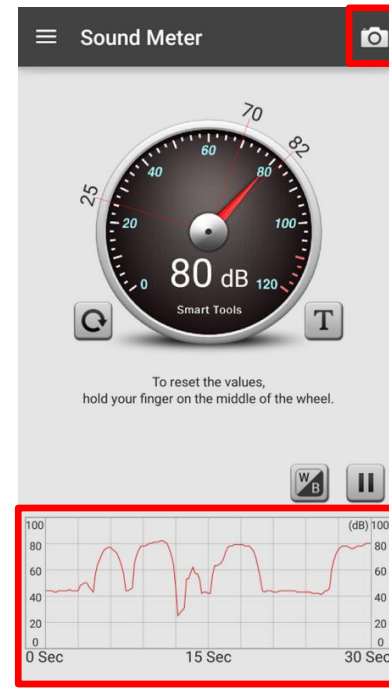 Sound Meter
70
82
60
40
80
25
20
100
0
80 dB
120
Smart Tools
T
To reset the values,
hold your finger on the middle of the wheel.
W
B
100
(dB) 100
80
80
60
60
40
40
20
20
0
0
0 Sec
15 Sec
30 Sec